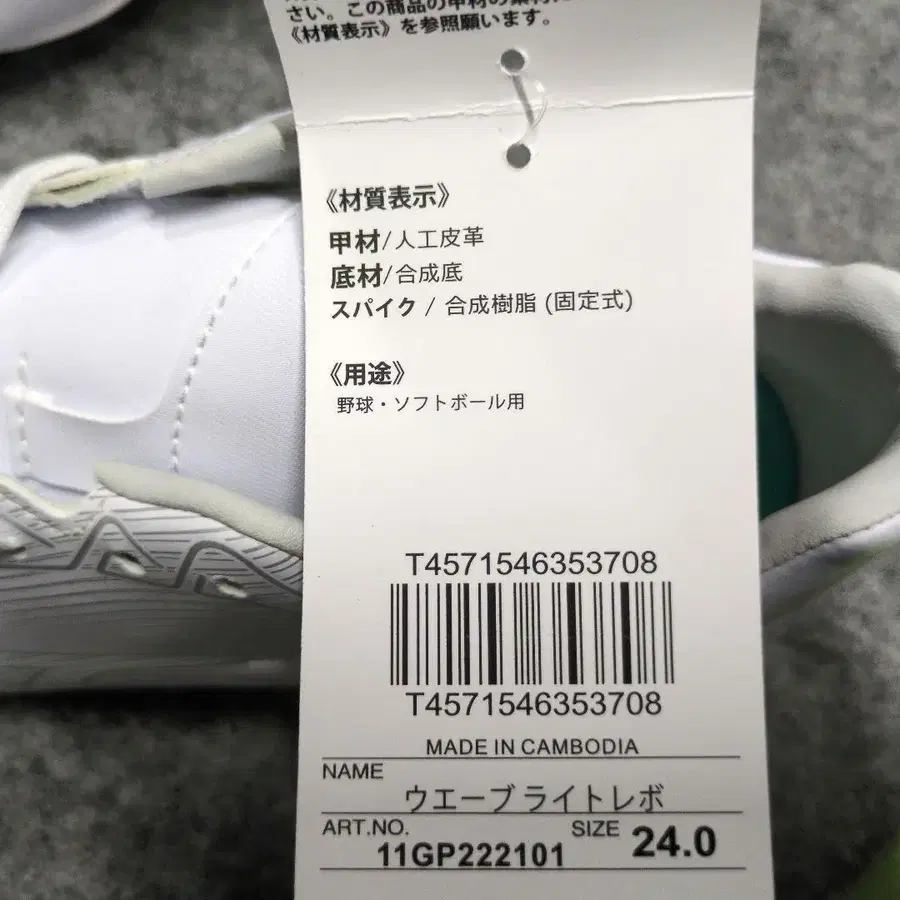 さい。この商品の甲材の素材に
《材質表示》を参照願います。
《材質表示》
甲材/人工皮革
底材/合成底
スパイク / 合成樹脂 (固定式)
《用途》
野球・ソフトボール用
T4571546353708
T4571546353708
MADE IN CAMBODIA
NAME
ウエーブライトレボ
ART.NO. SIZE 24.0
11GP222101